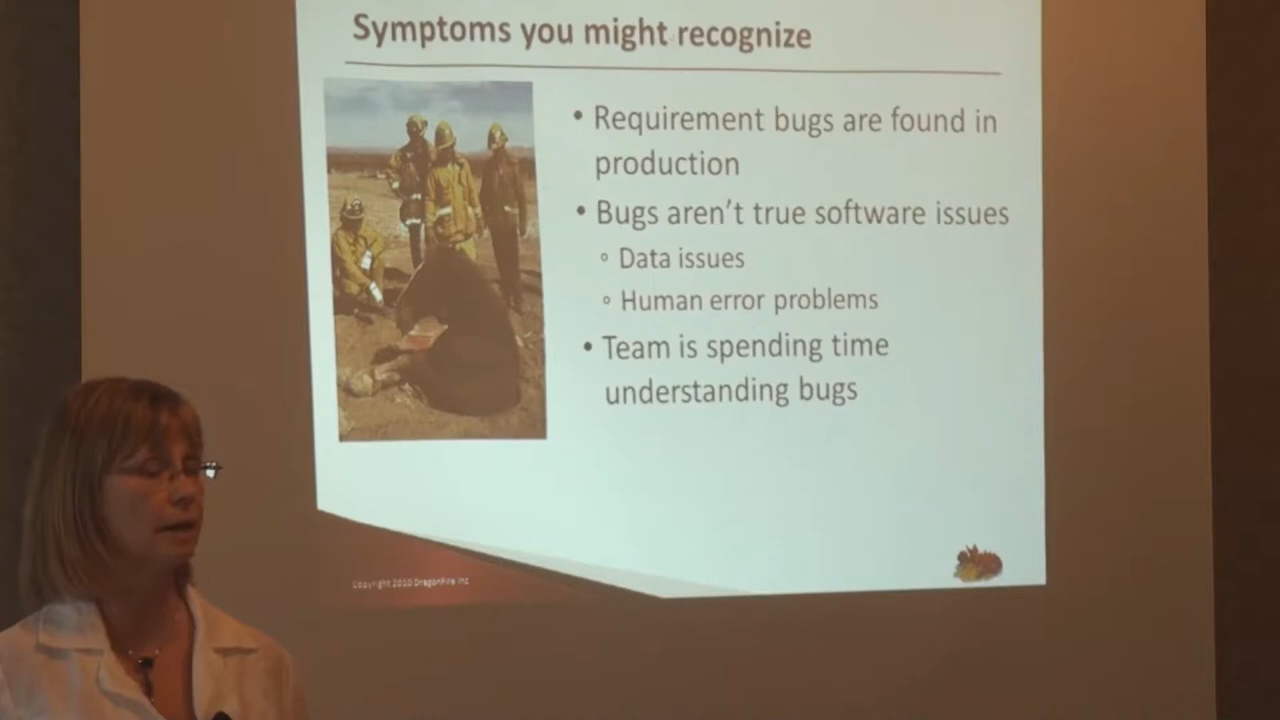 Symptoms you might recognize
• Requirement bugs are found in
production
• Bugs aren't true software issues
◦ Data issues
◦ Human error problems
• Team is spending time
understanding bugs
Copyright 2010 DragonFire Inc